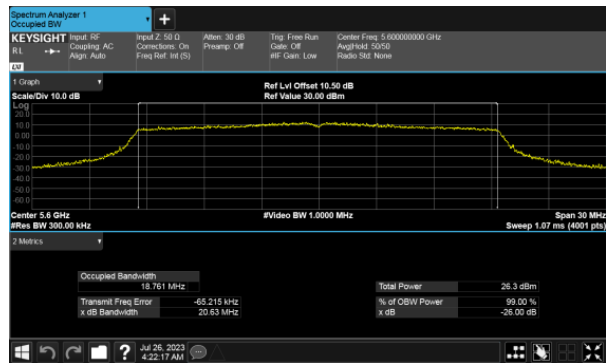 Spectrum Analyzer 1
Occupied BW
KEYSIGHT
RL
Input: RF
Coupling: AC
Align: Auto
Input Z: 50 Ω
Corrections: On
Freq Ref: Int (S)
Atten: 30 dB
Preamp: Off
Trig: Free Run
Gate: Off
#IF Gain: Low
Center Freq: 5.600000000 GHz
Avg|Hold: 50/50
Radio Std: None
LXI
1 Graph
Scale/Div 10.0 dB
Ref Lvl Offset 10.50 dB
Ref Value 30.00 dBm
Log
20.0
10.0
0.00
-10.0
-20.0
-30.0
-40.0
-50.0
-60.0
Center 5.6 GHz
#Video BW 1.0000 MHz
Span 30 MHz
#Res BW 300.00 kHz
Sweep 1.07 ms (4001 pts)
2 Metrics
Occupied Bandwidth
18.761 MHz
Total Power 26.3 dBm
Transmit Freq Error -65.215 kHz
% of OBW Power 99.00 %
x dB Bandwidth 20.63 MHz
x dB -26.00 dB
Jul 26, 2023
4:22:17 AM